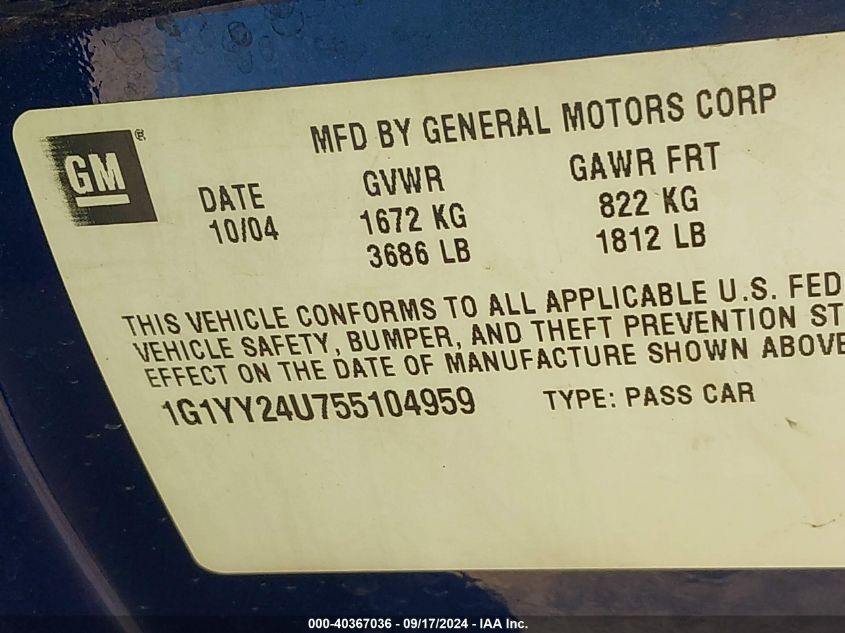 GM ®
MFD BY GENERAL MOTORS CORP
DATE GVWR GAWR FRT
10/04 1672 KG 822 KG
3686 LB 1812 LB
THIS VEHICLE CONFORMS TO ALL APPLICABLE U.S. FED
VEHICLE SAFETY, BUMPER, AND THEFT PREVENTION ST
EFFECT ON THE DATE OF MANUFACTURE SHOWN ABOVE
1G1YY24U755104959 TYPE: PASS CAR
000-40367036 - 09/17/2024 - IAA Inc.